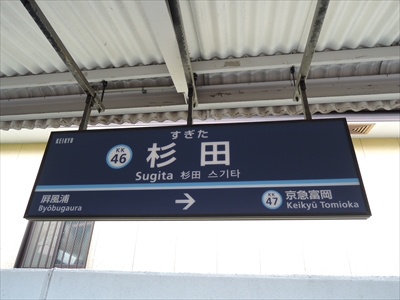 KEIKYU
すぎた
KK
46
杉田
Sugita 杉田 스기타
屏風浦
Byōbugaura
→
KK
47
京急富岡
Keikyū Tomioka